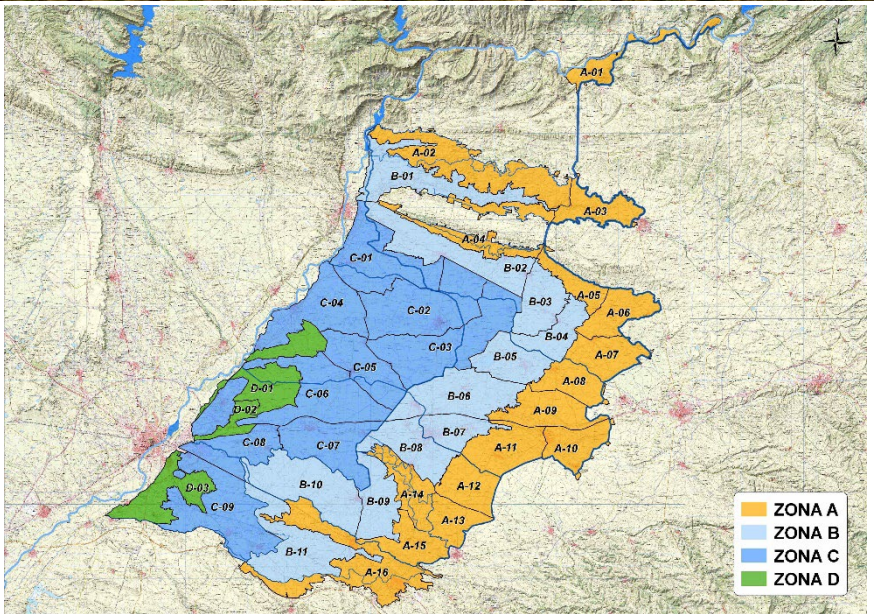 A-01
A-02
B-01
A-03
A-04
C-01
B-02
A-05
C-04
C-02
B-03
A-06
B-04
C-03
A-07
B-05
C-05
A-08
D-01
C-06
B-06
D-02
A-09
B-07
C-08
C-07
B-08
A-11
A-10
D-03
B-10
A-12
A-14
C-09
B-09
A-13
A-15
B-11
A-16
ZONA A
ZONA B
ZONA C
ZONA D